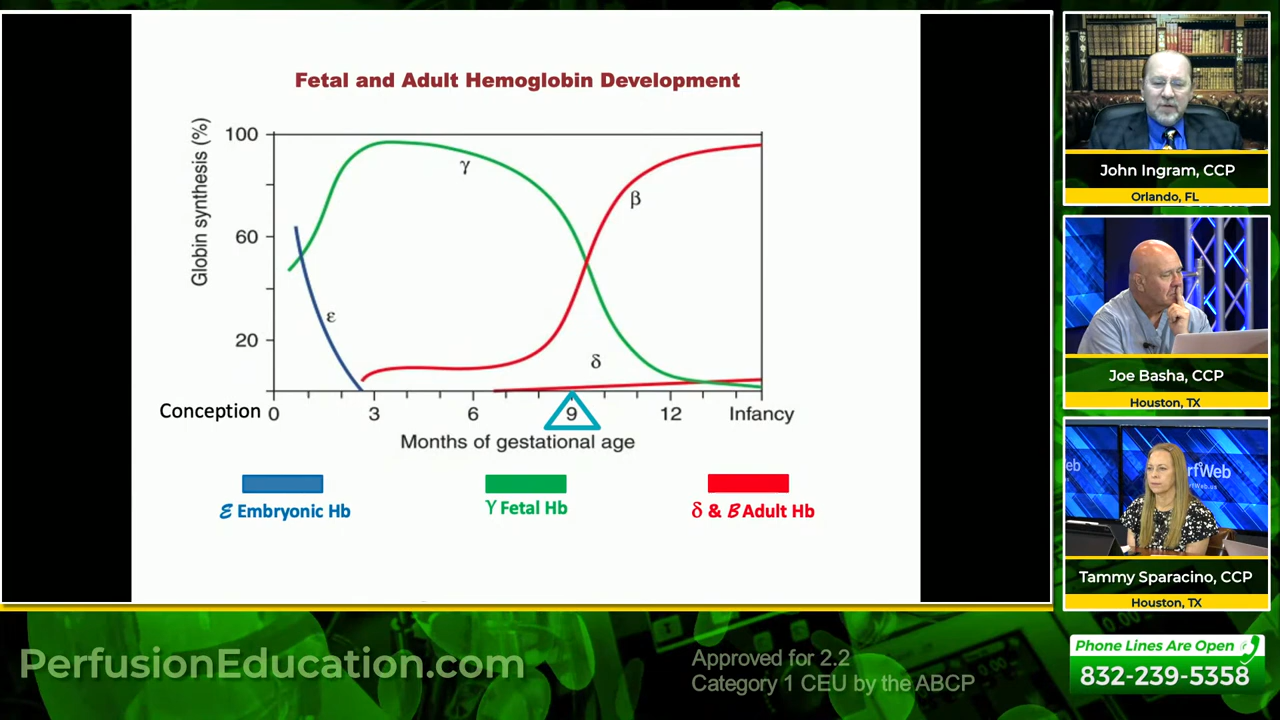 Fetal and Adult Hemoglobin Development
Globin synthesis (%)
100
60
20
γ
β
ε
δ
Conception 0 3 6 9 12 Infancy
Months of gestational age
ε Embryonic Hb
γ Fetal Hb
δ & β Adult Hb
John Ingram, CCP
Orlando, FL
Joe Basha, CCP
Houston, TX
rfWeb
Web.us
Tammy Sparacino, CCP
Houston, TX
PerfusionEducation.com
Approved for 2.2
Category 1 CEU by the ABCP
Phone Lines Are Open
832-239-5358